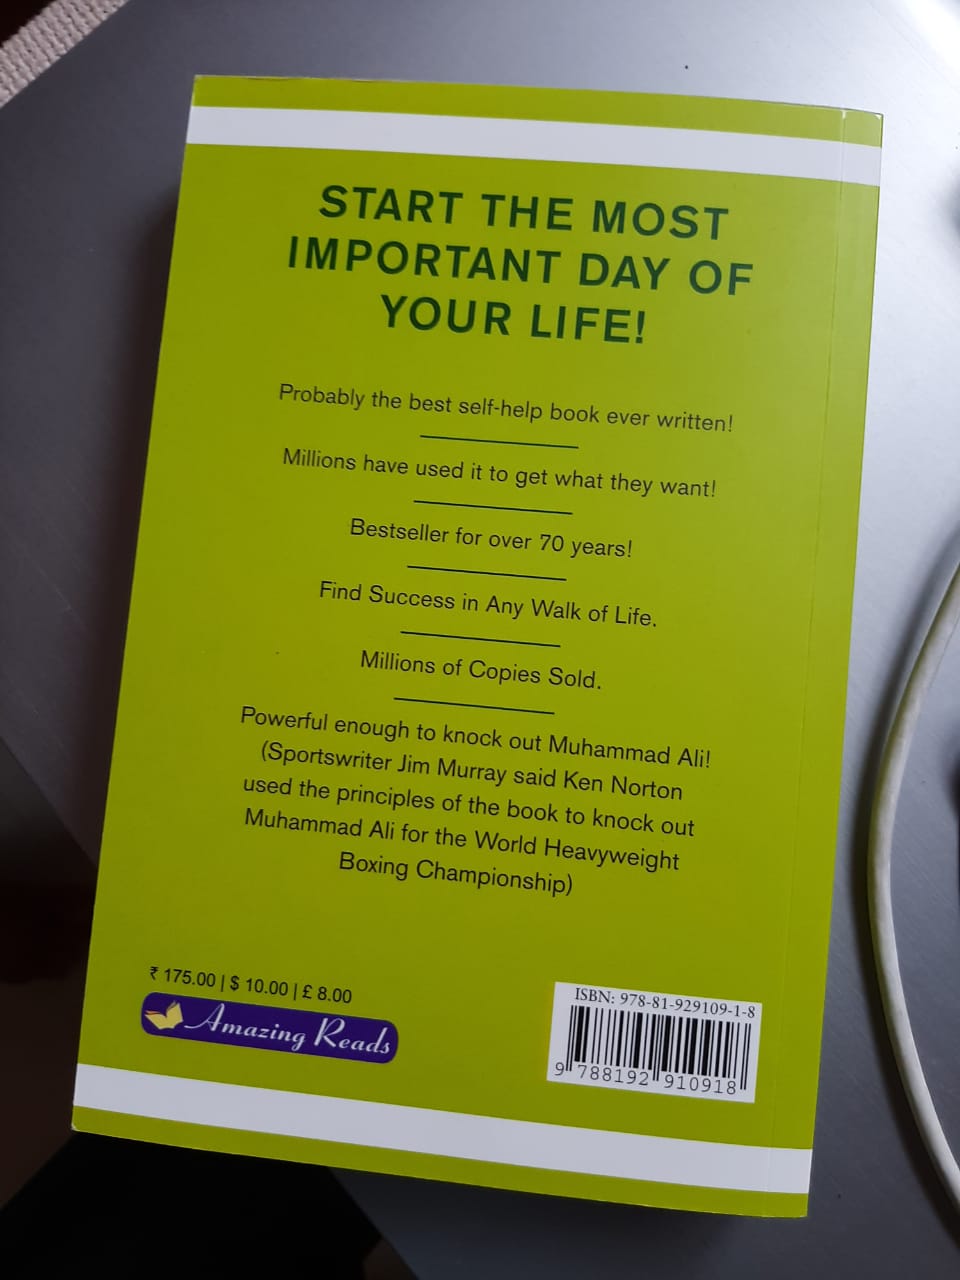 START THE MOST
IMPORTANT DAY OF
YOUR LIFE!
Probably the best self-help book ever written!
Millions have used it to get what they want!
Bestseller for over 70 years!
Find Success in Any Walk of Life.
Millions of Copies Sold.
Powerful enough to knock out Muhammad Ali!
(Sportswriter Jim Murray said Ken Norton
used the principles of the book to knock out
Muhammad Ali for the World Heavyweight
Boxing Championship)
₹ 175.00 | $ 10.00 | £ 8.00
Amazing Reads
ISBN: 978-81-929109-1-8
9 788192 910918